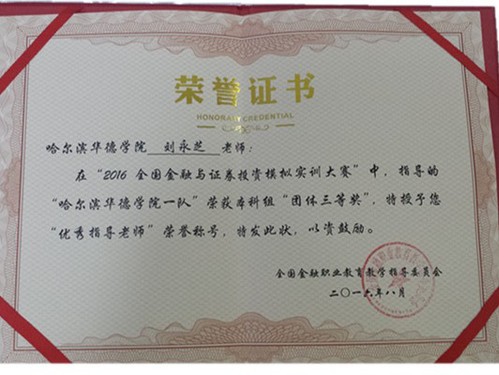 荣誉证书
HONORARY CREDENTIAL
哈尔滨华德学院 刘永芝 老师：
在“2016 全国金融与证券投资模拟实训大赛”中，指导的
“哈尔滨华德学院一队”荣获本科组“团体三等奖”，特授予您
“优秀指导老师”荣誉称号，特发此状，以资鼓励。
全国金融职业教育教学指导委员会
二〇一六年八月